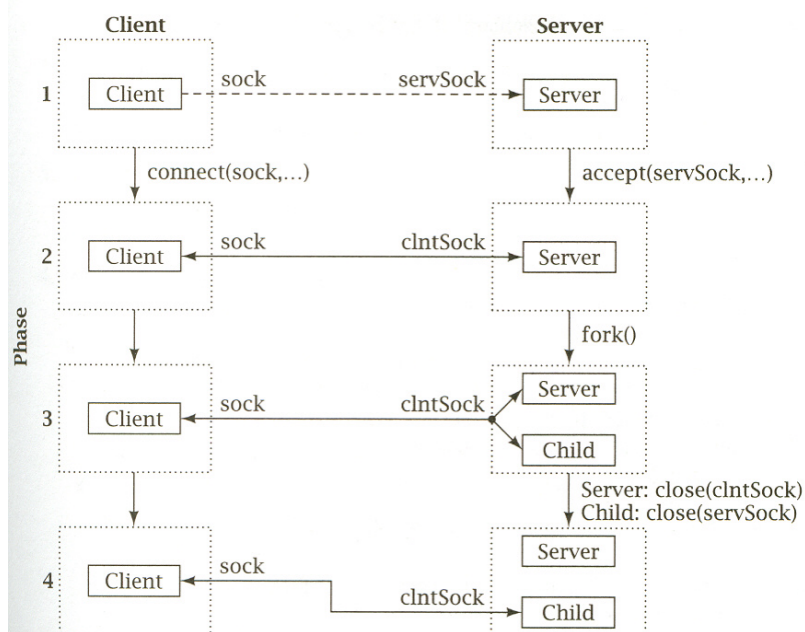 Client
Server
1
Client
sock
servSock
Server
connect(sock,...)
accept(servSock,...)
2
Client
sock
clntSock
Server
Phase
fork()
3
Client
sock
clntSock
Server
Child
Server: close(clntSock)
Child: close(servSock)
4
Client
sock
clntSock
Server
Child